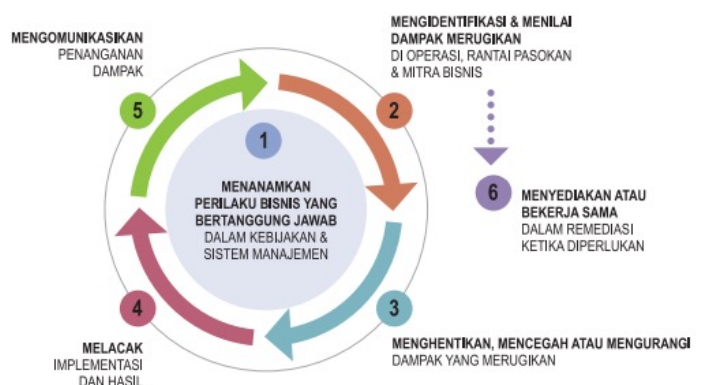 1
MENANAMKAN
PERILAKU BISNIS YANG
BERTANGGUNG JAWAB
DALAM KEBIJAKAN &
SISTEM MANAJEMEN
2
MENGIDENTIFIKASI & MENILAI
DAMPAK MERUGIKAN
DI OPERASI, RANTAI PASOKAN
& MITRA BISNIS
3
MENGHENTIKAN, MENCEGAH ATAU MENGURANGI
DAMPAK YANG MERUGIKAN
4
MELACAK
IMPLEMENTASI
DAN HASIL
5
MENGOMUNIKASIKAN
PENANGANAN
DAMPAK
6
MENYEDIAKAN ATAU
BEKERJA SAMA
DALAM REMEDIASI
KETIKA DIPERLUKAN